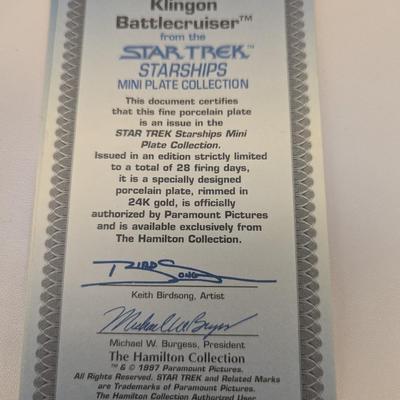 Klingon
Battlecruiser™
from the
STAR TREK™
STARSHIPS
MINI PLATE COLLECTION
This document certifies
that this fine porcelain plate
is an issue in the
STAR TREK Starships Mini
Plate Collection.
Issued in an edition strictly limited
to a total of 28 firing days,
it is a specially designed
porcelain plate, rimmed in
24K gold, is officially
authorized by Paramount Pictures
and is available exclusively from
The Hamilton Collection.
BIRDSONG
Keith Birdsong, Artist
Michael W Burgess
Michael W. Burgess, President
The Hamilton Collection
™ & © 1997 Paramount Pictures.
All Rights Reserved. STAR TREK and Related Marks
are Trademarks of Paramount Pictures.
The Hamilton Collection Authorized User.